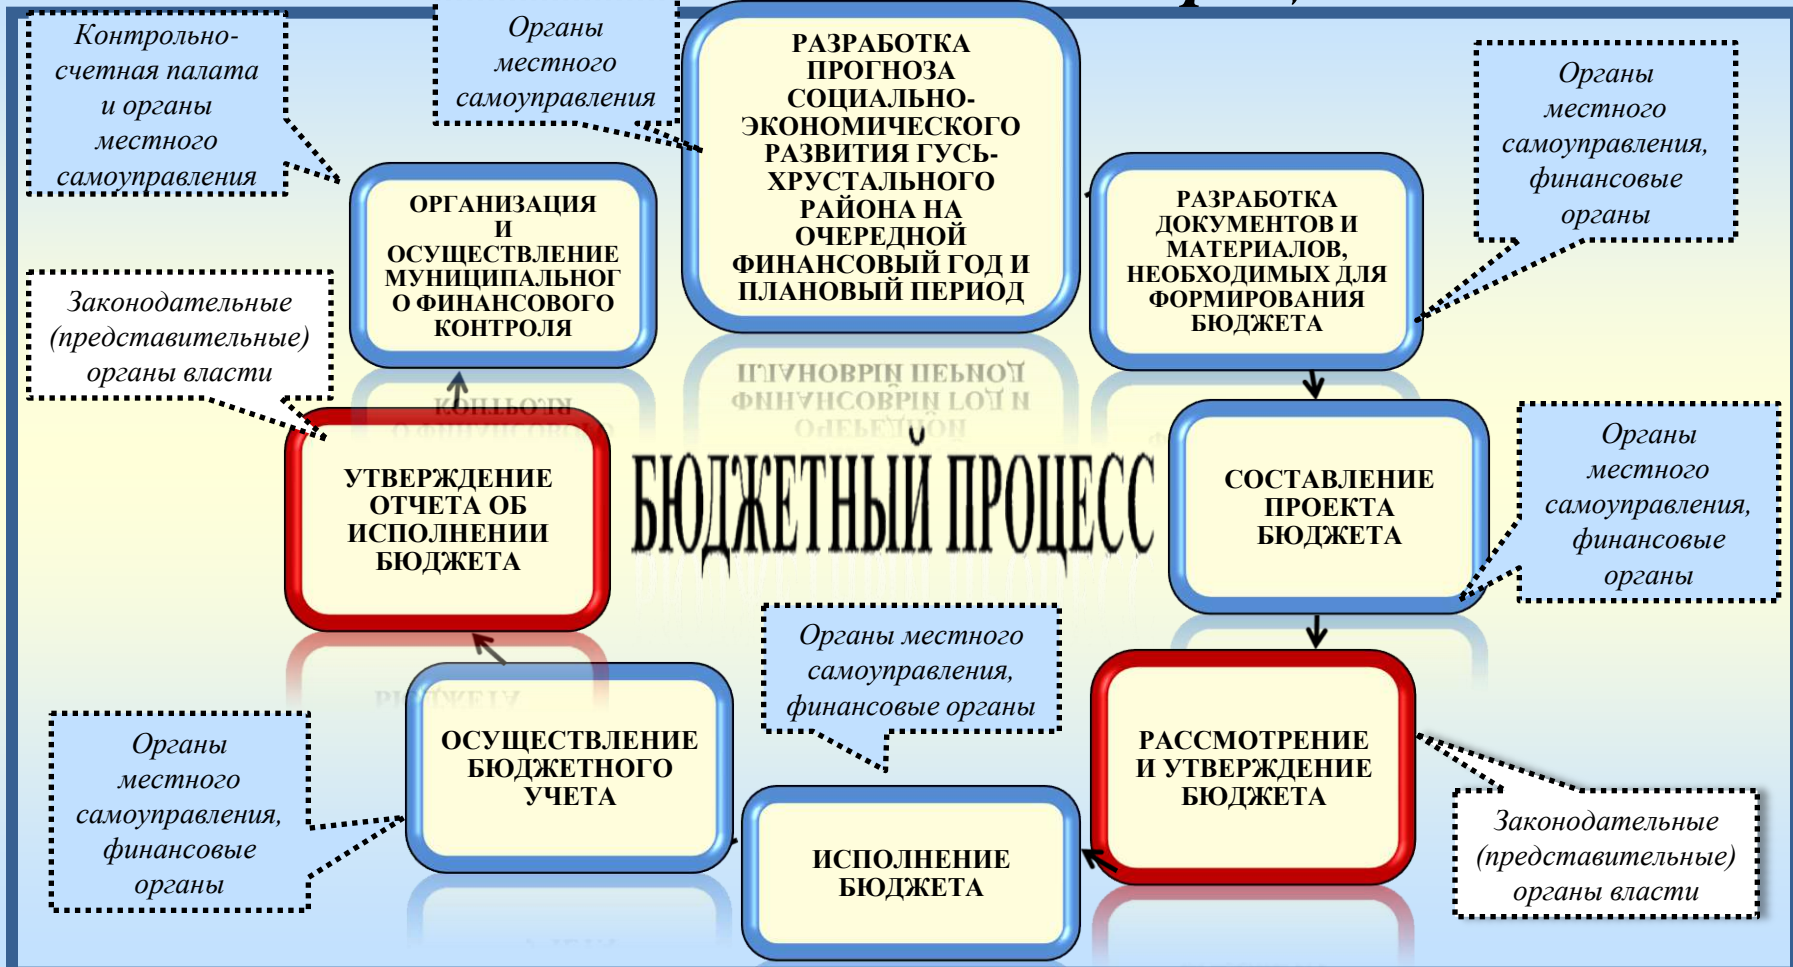 Контрольно-
счетная палата
и органы
местного
самоуправления
Органы
местного
самоуправления
РАЗРАБОТКА
ПРОГНОЗА
СОЦИАЛЬНО-
ЭКОНОМИЧЕСКОГО
РАЗВИТИЯ ГУСЬ-
ХРУСТАЛЬНОГО
РАЙОНА НА
ОЧЕРЕДНОЙ
ФИНАНСОВЫЙ ГОД И
ПЛАНОВЫЙ ПЕРИОД
Органы
местного
самоуправления,
финансовые
органы
ОРГАНИЗАЦИЯ
И
ОСУЩЕСТВЛЕНИЕ
МУНИЦИПАЛЬНОГ
О ФИНАНСОВОГО
КОНТРОЛЯ
РАЗРАБОТКА
ДОКУМЕНТОВ И
МАТЕРИАЛОВ,
НЕОБХОДИМЫХ ДЛЯ
ФОРМИРОВАНИЯ
БЮДЖЕТА
Законодательные
(представительные)
органы власти
УТВЕРЖДЕНИЕ
ОТЧЕТА ОБ
ИСПОЛНЕНИИ
БЮДЖЕТА
БЮДЖЕТНЫЙ ПРОЦЕСС
СОСТАВЛЕНИЕ
ПРОЕКТА
БЮДЖЕТА
Органы
местного
самоуправления,
финансовые
органы
Органы местного
самоуправления,
финансовые органы
Органы
местного
самоуправления,
финансовые
органы
ОСУЩЕСТВЛЕНИЕ
БЮДЖЕТНОГО
УЧЕТА
ИСПОЛНЕНИЕ
БЮДЖЕТА
РАССМОТРЕНИЕ
И УТВЕРЖДЕНИЕ
БЮДЖЕТА
Законодательные
(представительные)
органы власти